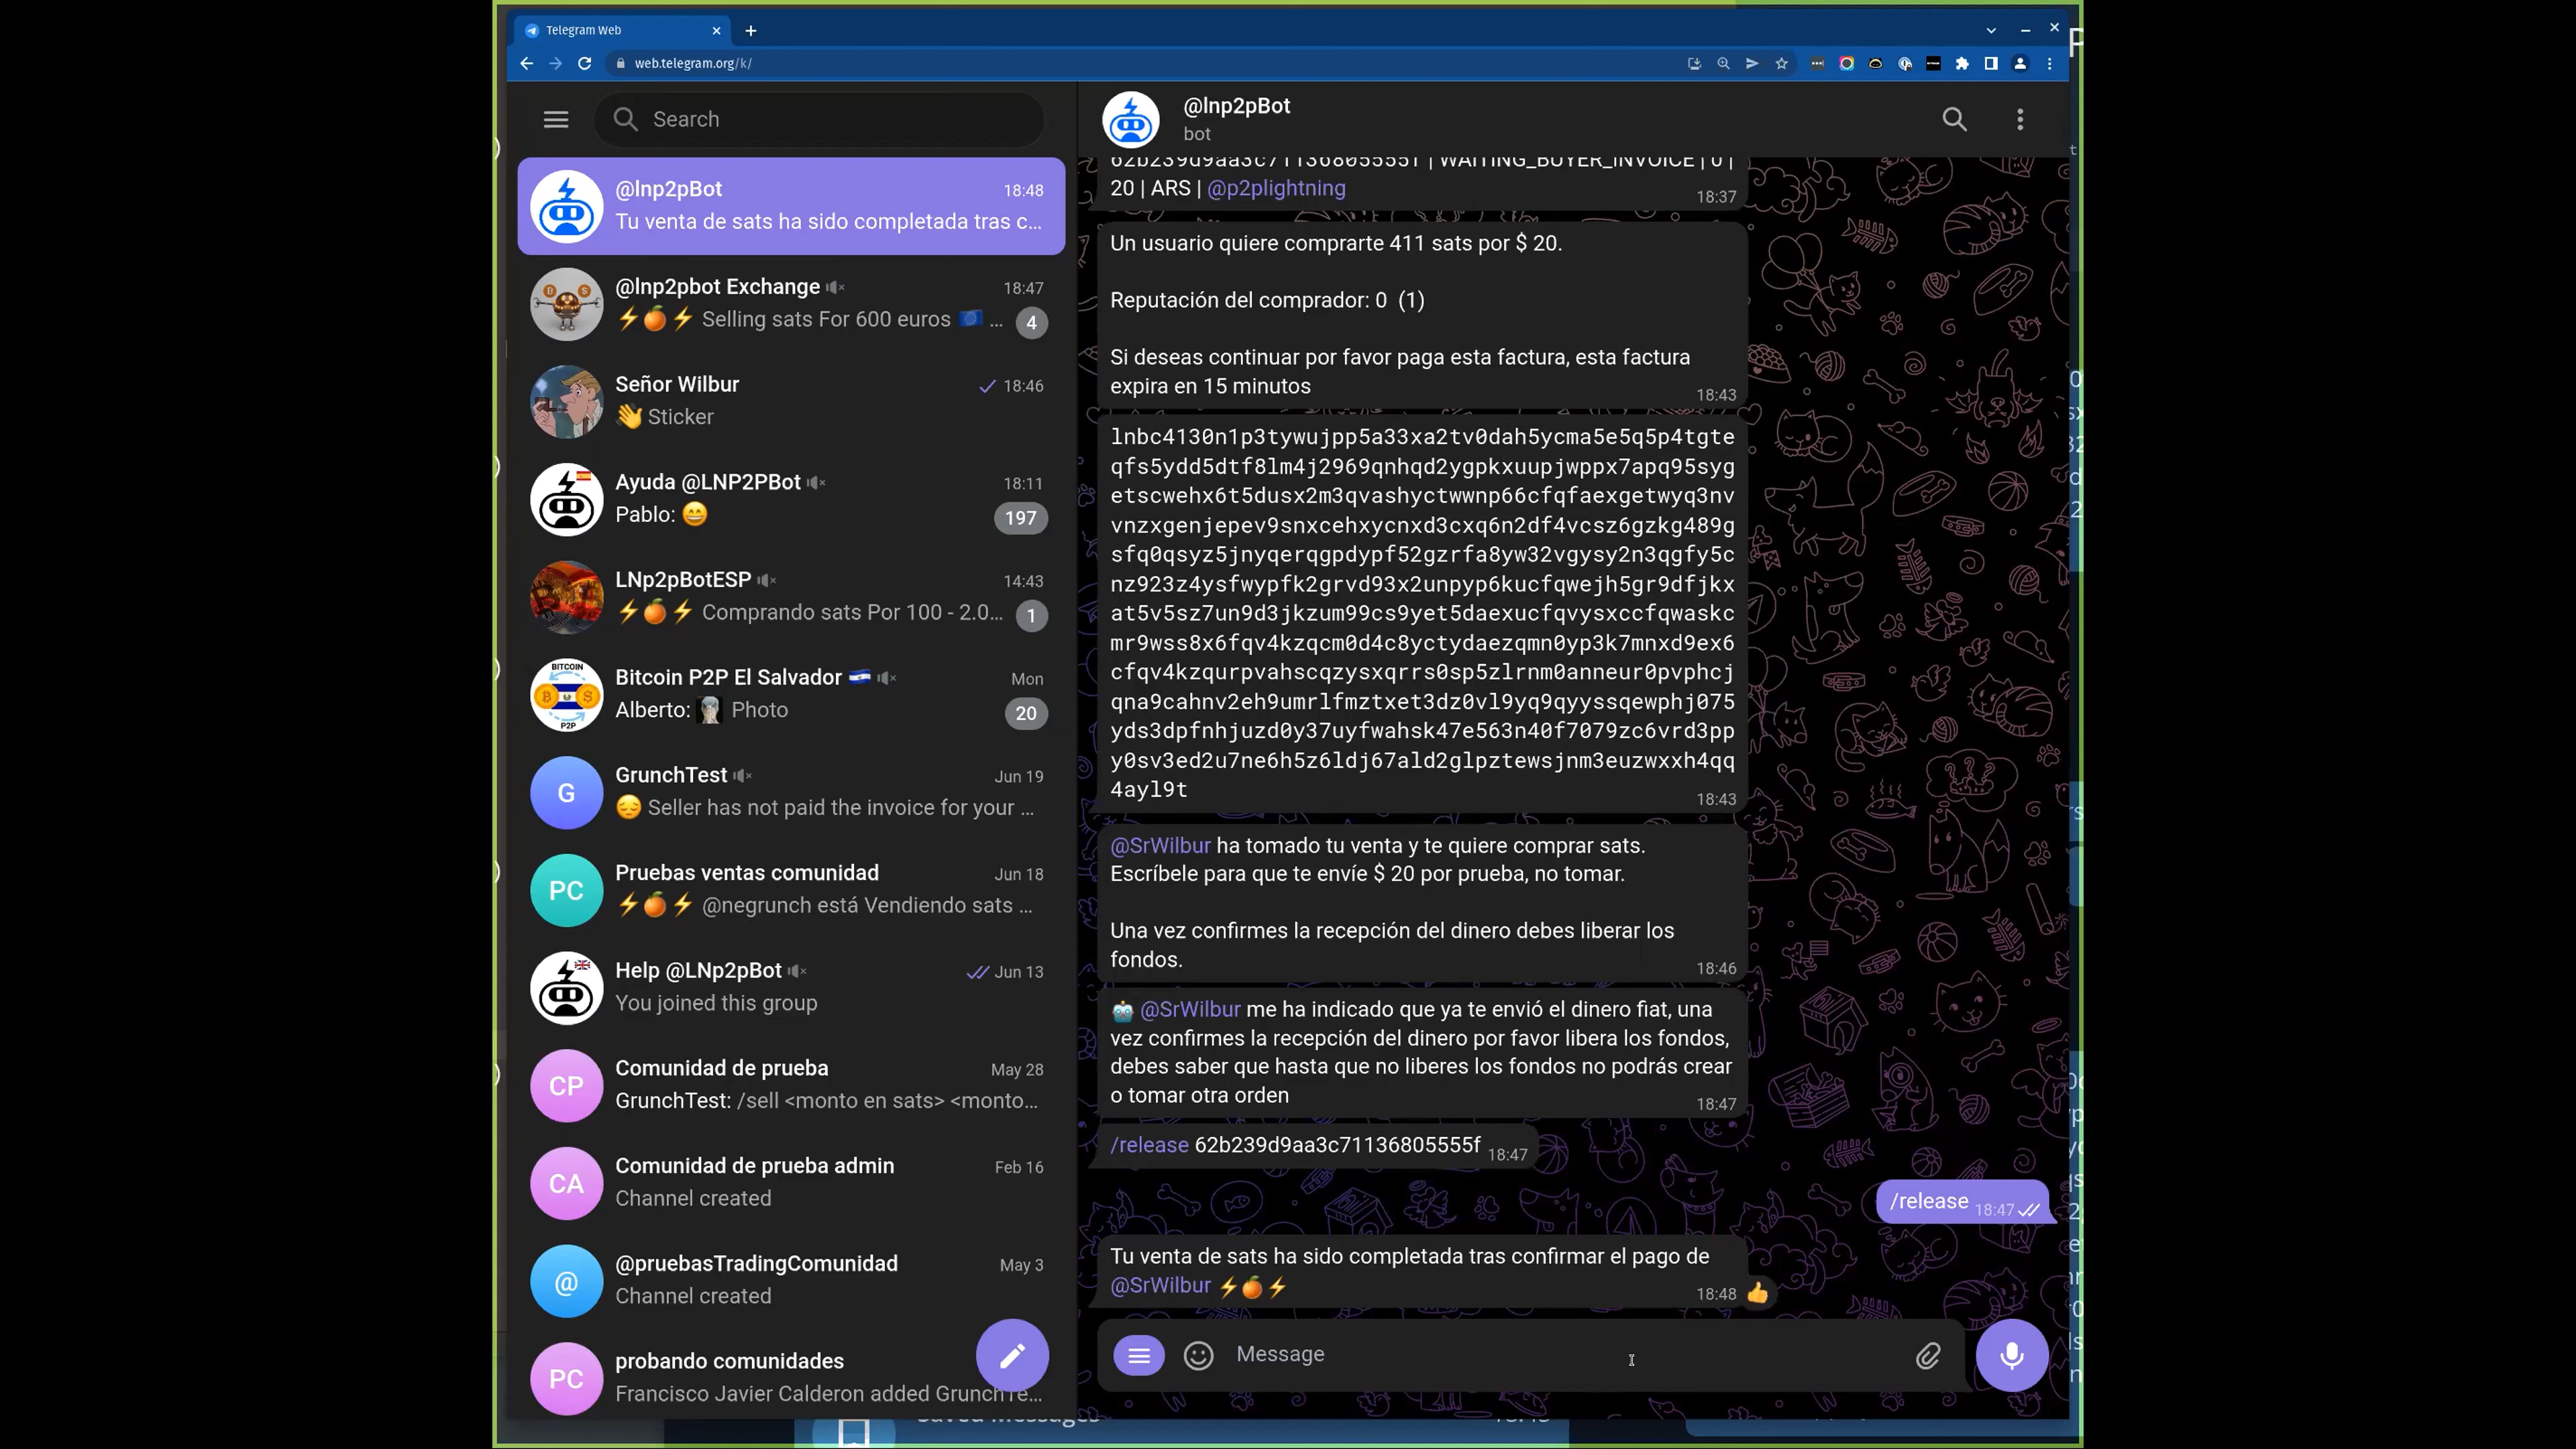 Telegram Web
web.telegram.org/k/
Search
@lnp2pBot
18:48
Tu venta de sats ha sido completada tras c...
@lnp2pbot Exchange
18:47
⚡🍊⚡ Selling sats For 600 euros 🇪🇺 ...
4
Señor Wilbur
18:46
👋 Sticker
Ayuda @LNP2PBot
18:11
Pablo: 😄
197
LNp2pBotESP
14:43
⚡🍊⚡ Comprando sats Por 100 - 2.0...
1
BITCOIN
P2P
Bitcoin P2P El Salvador 🇸🇻
Mon
Alberto: Photo
20
G
GrunchTest
Jun 19
😔 Seller has not paid the invoice for your ...
PC
Pruebas ventas comunidad
Jun 18
⚡🍊⚡ @negrunch está Vendiendo sats ...
Help @LNp2pBot
Jun 13
You joined this group
CP
Comunidad de prueba
May 28
GrunchTest: /sell <monto en sats> <monto...
CA
Comunidad de prueba admin
Feb 16
Channel created
@
@pruebasTradingComunidad
May 3
Channel created
PC
probando comunidades
Francisco Javier Calderon added GrunchTe...
@lnp2pBot
bot
62b239d9aa3c71136805555f | WAITING_BUYER_INVOICE | 0 |
20 | ARS | @p2plightning
18:37
Un usuario quiere comprarte 411 sats por $ 20.
Reputación del comprador: 0 (1)
Si deseas continuar por favor paga esta factura, esta factura
expira en 15 minutos
18:43
lnbc4130n1p3tywujpp5a33xa2tv0dah5ycma5e5q5p4tgte
qfs5ydd5dtf8lm4j2969qnhqd2ygpkxuupjwppx7apq95syg
etscwehx6t5dusx2m3qvashyctwwnp66cfqfaexgetwyq3nv
vnzxgenjepev9snxcehxycnxd3cxq6n2df4vcsz6gzkg489g
sfq0qsyz5jnyqerqgpdypf52gzrfa8yw32vgysy2n3qgfy5c
nz923z4ysfwypfk2grvd93x2unpyp6kucfqwejh5gr9dfjkx
at5v5sz7un9d3jkzum99cs9yet5daexucfqvysxccfqwaskc
mr9wss8x6fqv4kzqcm0d4c8yctydaezqmn0yp3k7mnxd9ex6
cfqv4kzqurpvahscqzysxqrrs0sp5zlrnm0anneur0pvphcj
qna9cahnv2eh9umrlfmztxet3dz0vl9yq9qyyssqewphj075
yds3dpfnhjuzd0y37uyfwahsk47e563n40f7079zc6vrd3pp
y0sv3ed2u7ne6h5z6ldj67ald2glpztewsjnm3euzwxxh4qq
4ayl9t
18:43
@SrWilbur ha tomado tu venta y te quiere comprar sats.
Escríbele para que te envíe $ 20 por prueba, no tomar.
Una vez confirmes la recepción del dinero debes liberar los
fondos.
18:46
🤖 @SrWilbur me ha indicado que ya te envió el dinero fiat, una
vez confirmes la recepción del dinero por favor libera los fondos,
debes saber que hasta que no liberes los fondos no podrás crear
o tomar otra orden
18:47
/release 62b239d9aa3c71136805555f
18:47
/release
18:47
Tu venta de sats ha sido completada tras confirmar el pago de
@SrWilbur ⚡🍊⚡
18:48
👍
Message